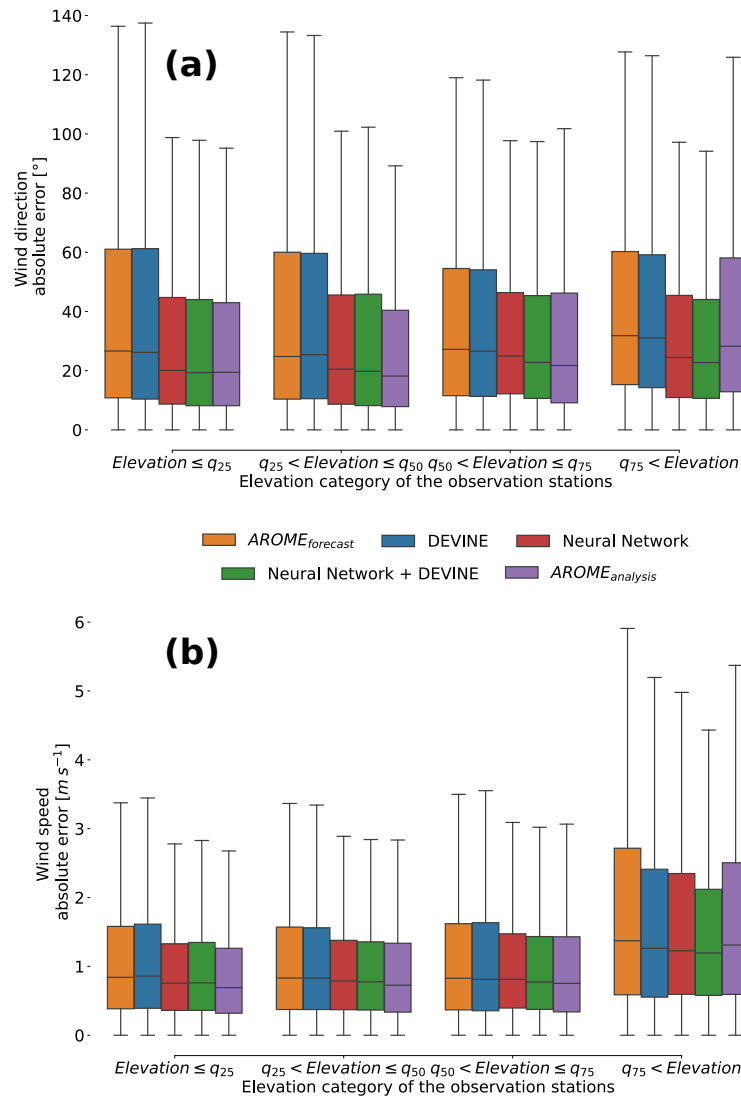 (a)
Wind direction
absolute error [°]
140
120
100
80
60
40
20
0
Elevation ≤ q25 q25 < Elevation ≤ q50 q50 < Elevation ≤ q75 q75 < Elevation
Elevation category of the observation stations
AROMEforecast DEVINE Neural Network
Neural Network + DEVINE AROMEanalysis
(b)
Wind speed
absolute error [m s⁻¹]
6
5
4
3
2
1
0
Elevation ≤ q25 q25 < Elevation ≤ q50 q50 < Elevation ≤ q75 q75 < Elevation
Elevation category of the observation stations